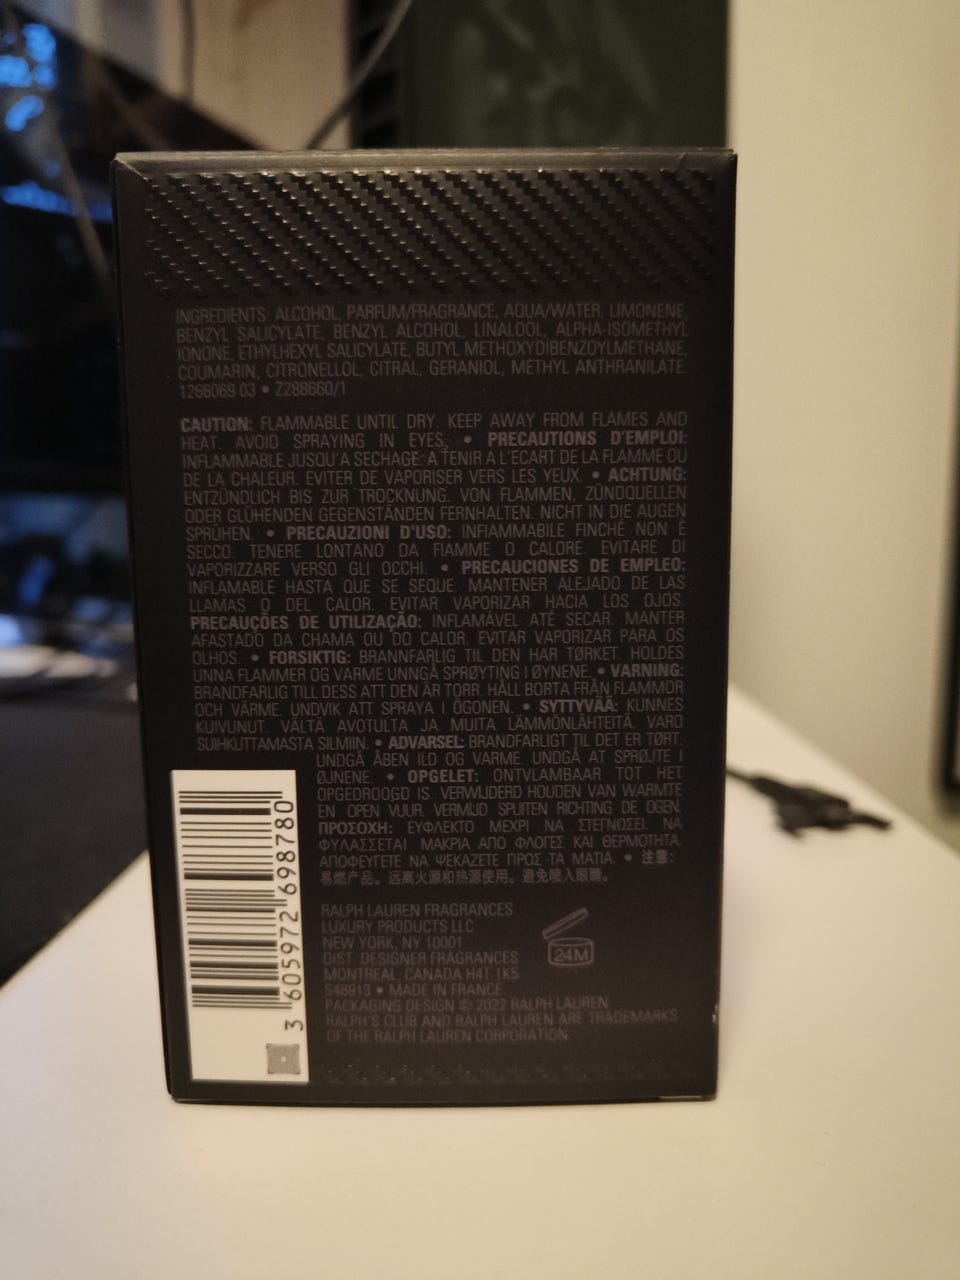 INGREDIENTS: ALCOHOL, PARFUM/FRAGRANCE, AQUA/WATER, LIMONENE,
BENZYL SALICYLATE, BENZYL ALCOHOL, LINALOOL, ALPHA-ISOMETHYL
IONONE, ETHYLHEXYL SALICYLATE, BUTYL METHOXYDIBENZOYLMETHANE,
COUMARIN, CITRONELLOL, CITRAL, GERANIOL, METHYL ANTHRANILATE.
1266069 03 • Z288660/1
CAUTION: FLAMMABLE UNTIL DRY. KEEP AWAY FROM FLAMES AND
HEAT. AVOID SPRAYING IN EYES. • PRECAUTIONS D'EMPLOI:
INFLAMMABLE JUSQU'A SECHAGE. A TENIR A L'ECART DE LA FLAMME OU
DE LA CHALEUR. EVITER DE VAPORISER VERS LES YEUX. • ACHTUNG:
ENTZÜNDLICH BIS ZUR TROCKNUNG. VON FLAMMEN, ZÜNDQUELLEN
ODER GLÜHENDEN GEGENSTÄNDEN FERNHALTEN. NICHT IN DIE AUGEN
SPRÜHEN. • PRECAUZIONI D'USO: INFIAMMABILE FINCHÉ NON È
SECCO. TENERE LONTANO DA FIAMME O CALORE. EVITARE DI
VAPORIZZARE VERSO GLI OCCHI. • PRECAUCIONES DE EMPLEO:
INFLAMABLE HASTA QUE SE SEQUE. MANTENER ALEJADO DE LAS
LLAMAS O DEL CALOR. EVITAR VAPORIZAR HACIA LOS OJOS.
PRECAUÇÕES DE UTILIZAÇÃO: INFLAMÁVEL ATÉ SECAR. MANTER
AFASTADO DA CHAMA OU DO CALOR. EVITAR VAPORIZAR PARA OS
OLHOS. • FORSIKTIG: BRANNFARLIG TIL DEN HAR TØRKET. HOLDES
UNNA FLAMMER OG VARME UNNGÅ SPRØYTING I ØYNENE. • VARNING:
BRANDFARLIG TILL DESS ATT DEN ÄR TORR. HÅLL BORTA FRÅN FLAMMOR
OCH VÄRME. UNDVIK ATT SPRAYA I ÖGONEN. • SYTTYVÄÄ: KUNNES
KUIVUNUT. VÄLTÄ AVOTULTA JA MUITA LÄMMÖNLÄHTEITÄ. VARO
SUIHKUTTAMASTA SILMIIN. • ADVARSEL: BRANDFARLIGT TIL DET ER TØRT.
UNDGÅ ÅBEN ILD OG VARME. UNDGÅ AT SPRØJTE I
ØJNENE. • OPGELET: ONTVLAMBAAR TOT HET
OPGEDROOGD IS. VERWIJDERD HOUDEN VAN WARMTE
EN OPEN VUUR. VERMIJD SPUITEN RICHTING DE OGEN.
ΠΡΟΣΟΧΗ: ΕΥΦΛΕΚΤΟ ΜΕΧΡΙ ΝΑ ΣΤΕΓΝΩΣΕΙ. ΝΑ
ΦΥΛΑΣΣΕΤΑΙ ΜΑΚΡΙΑ ΑΠΟ ΦΛΟΓΕΣ ΚΑΙ ΘΕΡΜΟΤΗΤΑ.
ΑΠΟΦΕΥΓΕΤΕ ΝΑ ΨΕΚΑΖΕΤΕ ΠΡΟΣ ΤΑ ΜΑΤΙΑ. • 注意:
易燃产品。远离火源和热源使用。避免喷入眼睛。
RALPH LAUREN FRAGRANCES
LUXURY PRODUCTS LLC
NEW YORK, NY 10001
DIST. DESIGNER FRAGRANCES
MONTREAL, CANADA H4T 1K5
S48913 • MADE IN FRANCE
PACKAGING DESIGN © 2022 RALPH LAUREN.
RALPH'S CLUB AND RALPH LAUREN ARE TRADEMARKS
OF THE RALPH LAUREN CORPORATION.
24M
3 605972 698780